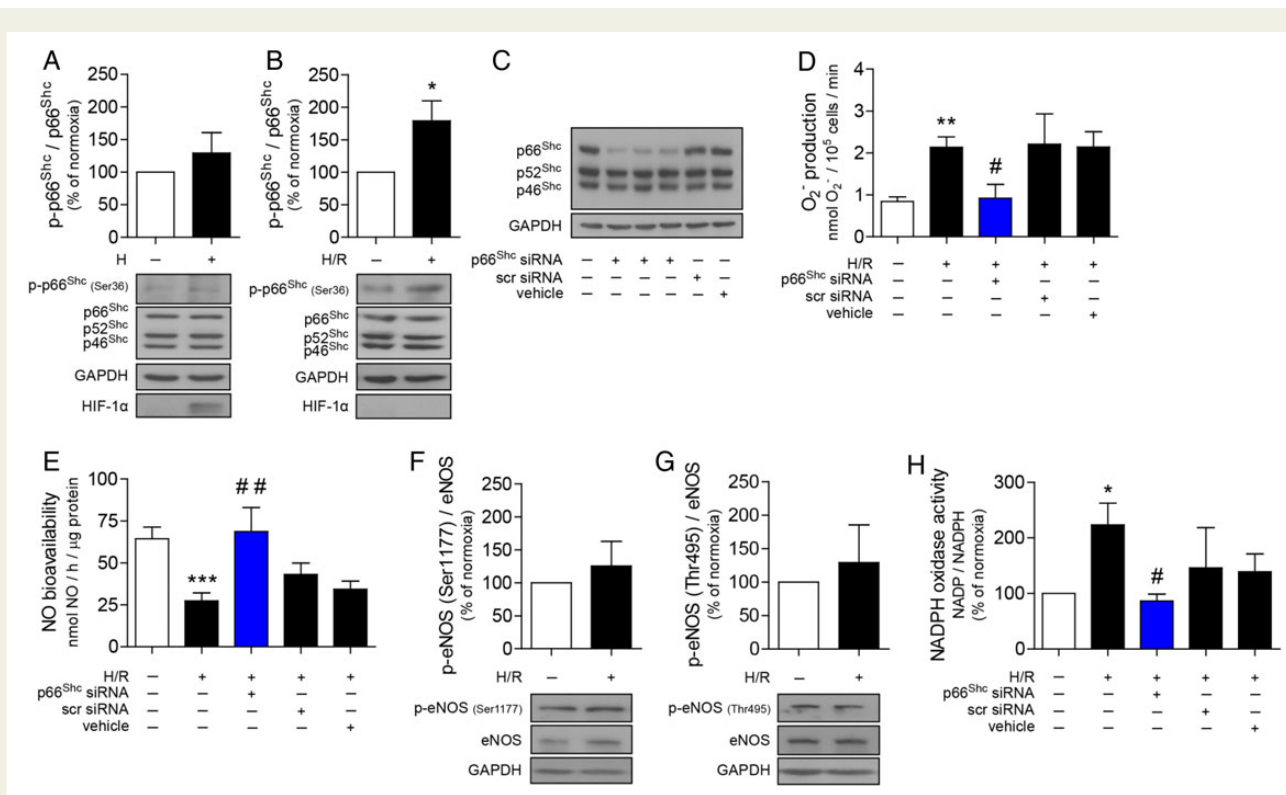 A
p-p66Shc / p66Shc
(% of normoxia)
250
200
150
100
50
0
H – +
p-p66Shc (Ser36)
p66Shc
p52Shc
p46Shc
GAPDH
HIF-1α
B
p-p66Shc / p66Shc
(% of normoxia)
250
200
150
100
50
0
*
H/R – +
p-p66Shc (Ser36)
p66Shc
p52Shc
p46Shc
GAPDH
HIF-1α
C
p66Shc
p52Shc
p46Shc
GAPDH
p66Shc siRNA – + + + – –
scr siRNA – – – – + –
vehicle – – – – – +
D
O2- production
nmol O2- / 10⁵ cells / min
4
3
2
1
0
**
#
H/R – + + + +
p66Shc siRNA – – + – –
scr siRNA – – – + –
vehicle – – – – +
E
NO bioavailability
nmol NO / h / μg protein
100
75
50
25
0
***
# #
H/R – + + + +
p66Shc siRNA – – + – –
scr siRNA – – – + –
vehicle – – – – +
F
p-eNOS (Ser1177) / eNOS
(% of normoxia)
250
200
150
100
50
0
H/R – +
p-eNOS (Ser1177)
eNOS
GAPDH
G
p-eNOS (Thr495) / eNOS
(% of normoxia)
250
200
150
100
50
0
H/R – +
p-eNOS (Thr495)
eNOS
GAPDH
H
NADPH oxidase activity
NADP / NADPH
(% of normoxia)
300
200
100
0
*
#
H/R – + + + +
p66Shc siRNA – – + – –
scr siRNA – – – + –
vehicle – – – – +